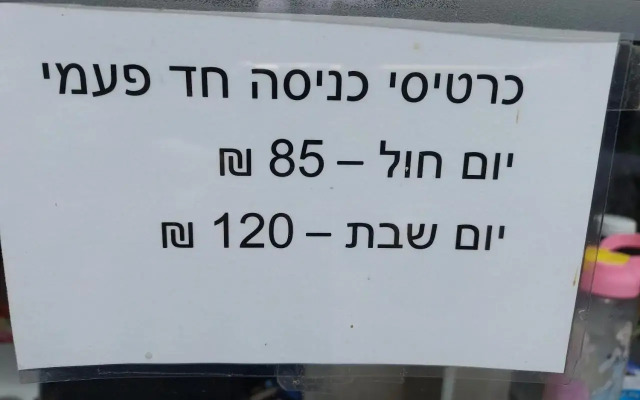 כרטיסי כניסה חד פעמי
יום חול – 85 ₪
יום שבת – 120 ₪